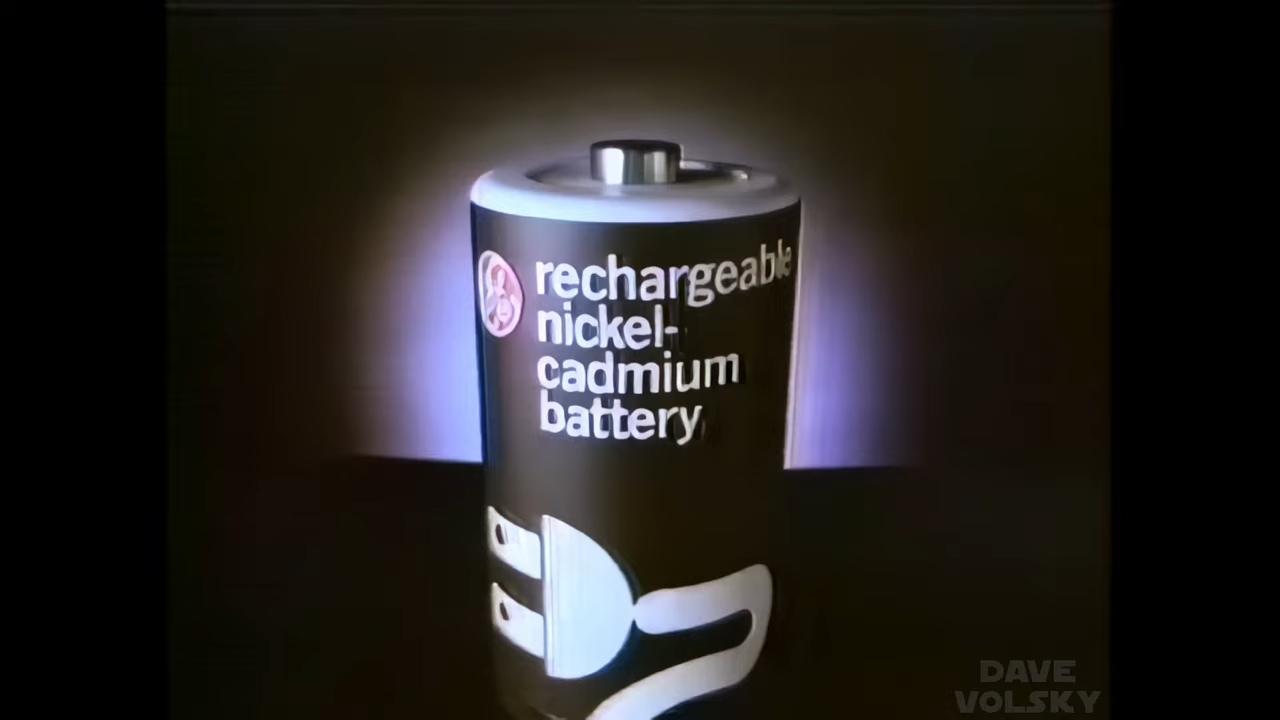 rechargeable
nickel-
cadmium
battery
DAVE
VOLSKY